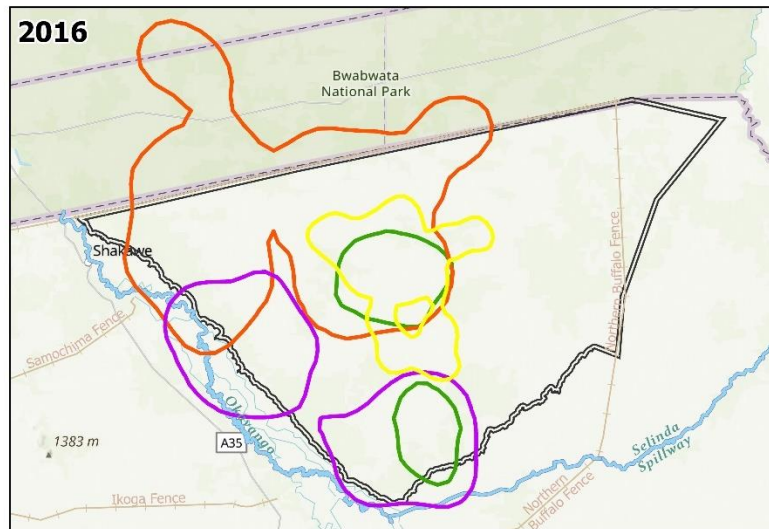 2016
Bwabwata
National Park
Shakawe
Samochima Fence
Northern Buffalo Fence
Okavango
A35
1383 m
Selinda
Spillway
Ikoga Fence
Northern
Buffalo Fence